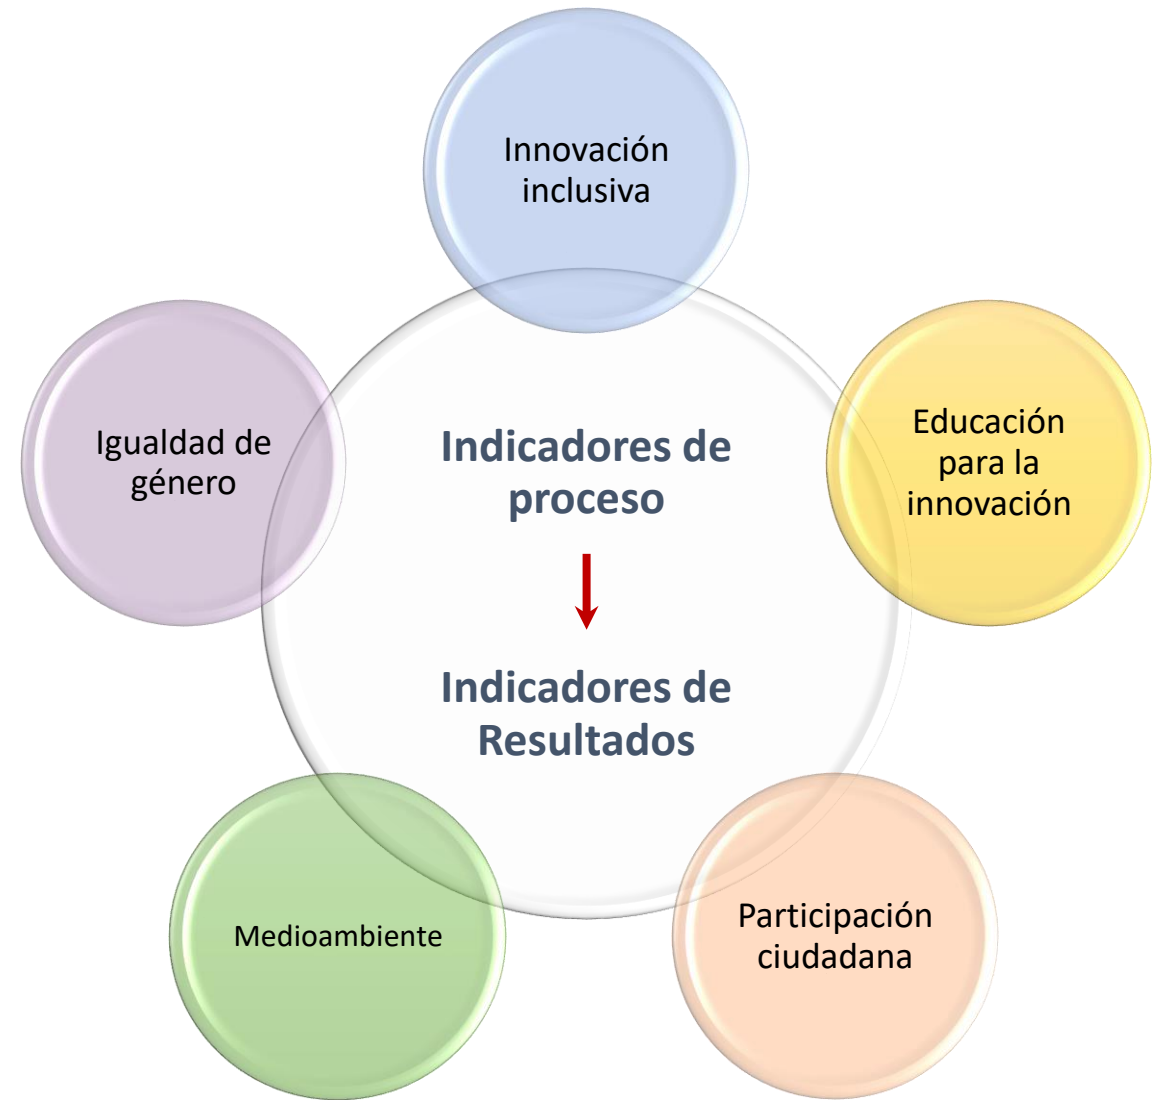 Innovación
inclusiva
Educación
para la
innovación
Participación
ciudadana
Medioambiente
Igualdad de
género
Indicadores de
proceso
Indicadores de
Resultados